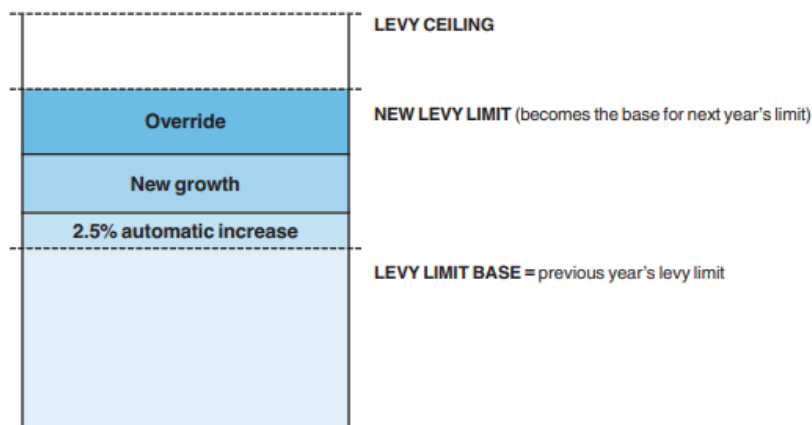 LEVY CEILING
Override
NEW LEVY LIMIT (becomes the base for next year’s limit)
New growth
2.5% automatic increase
LEVY LIMIT BASE = previous year’s levy limit